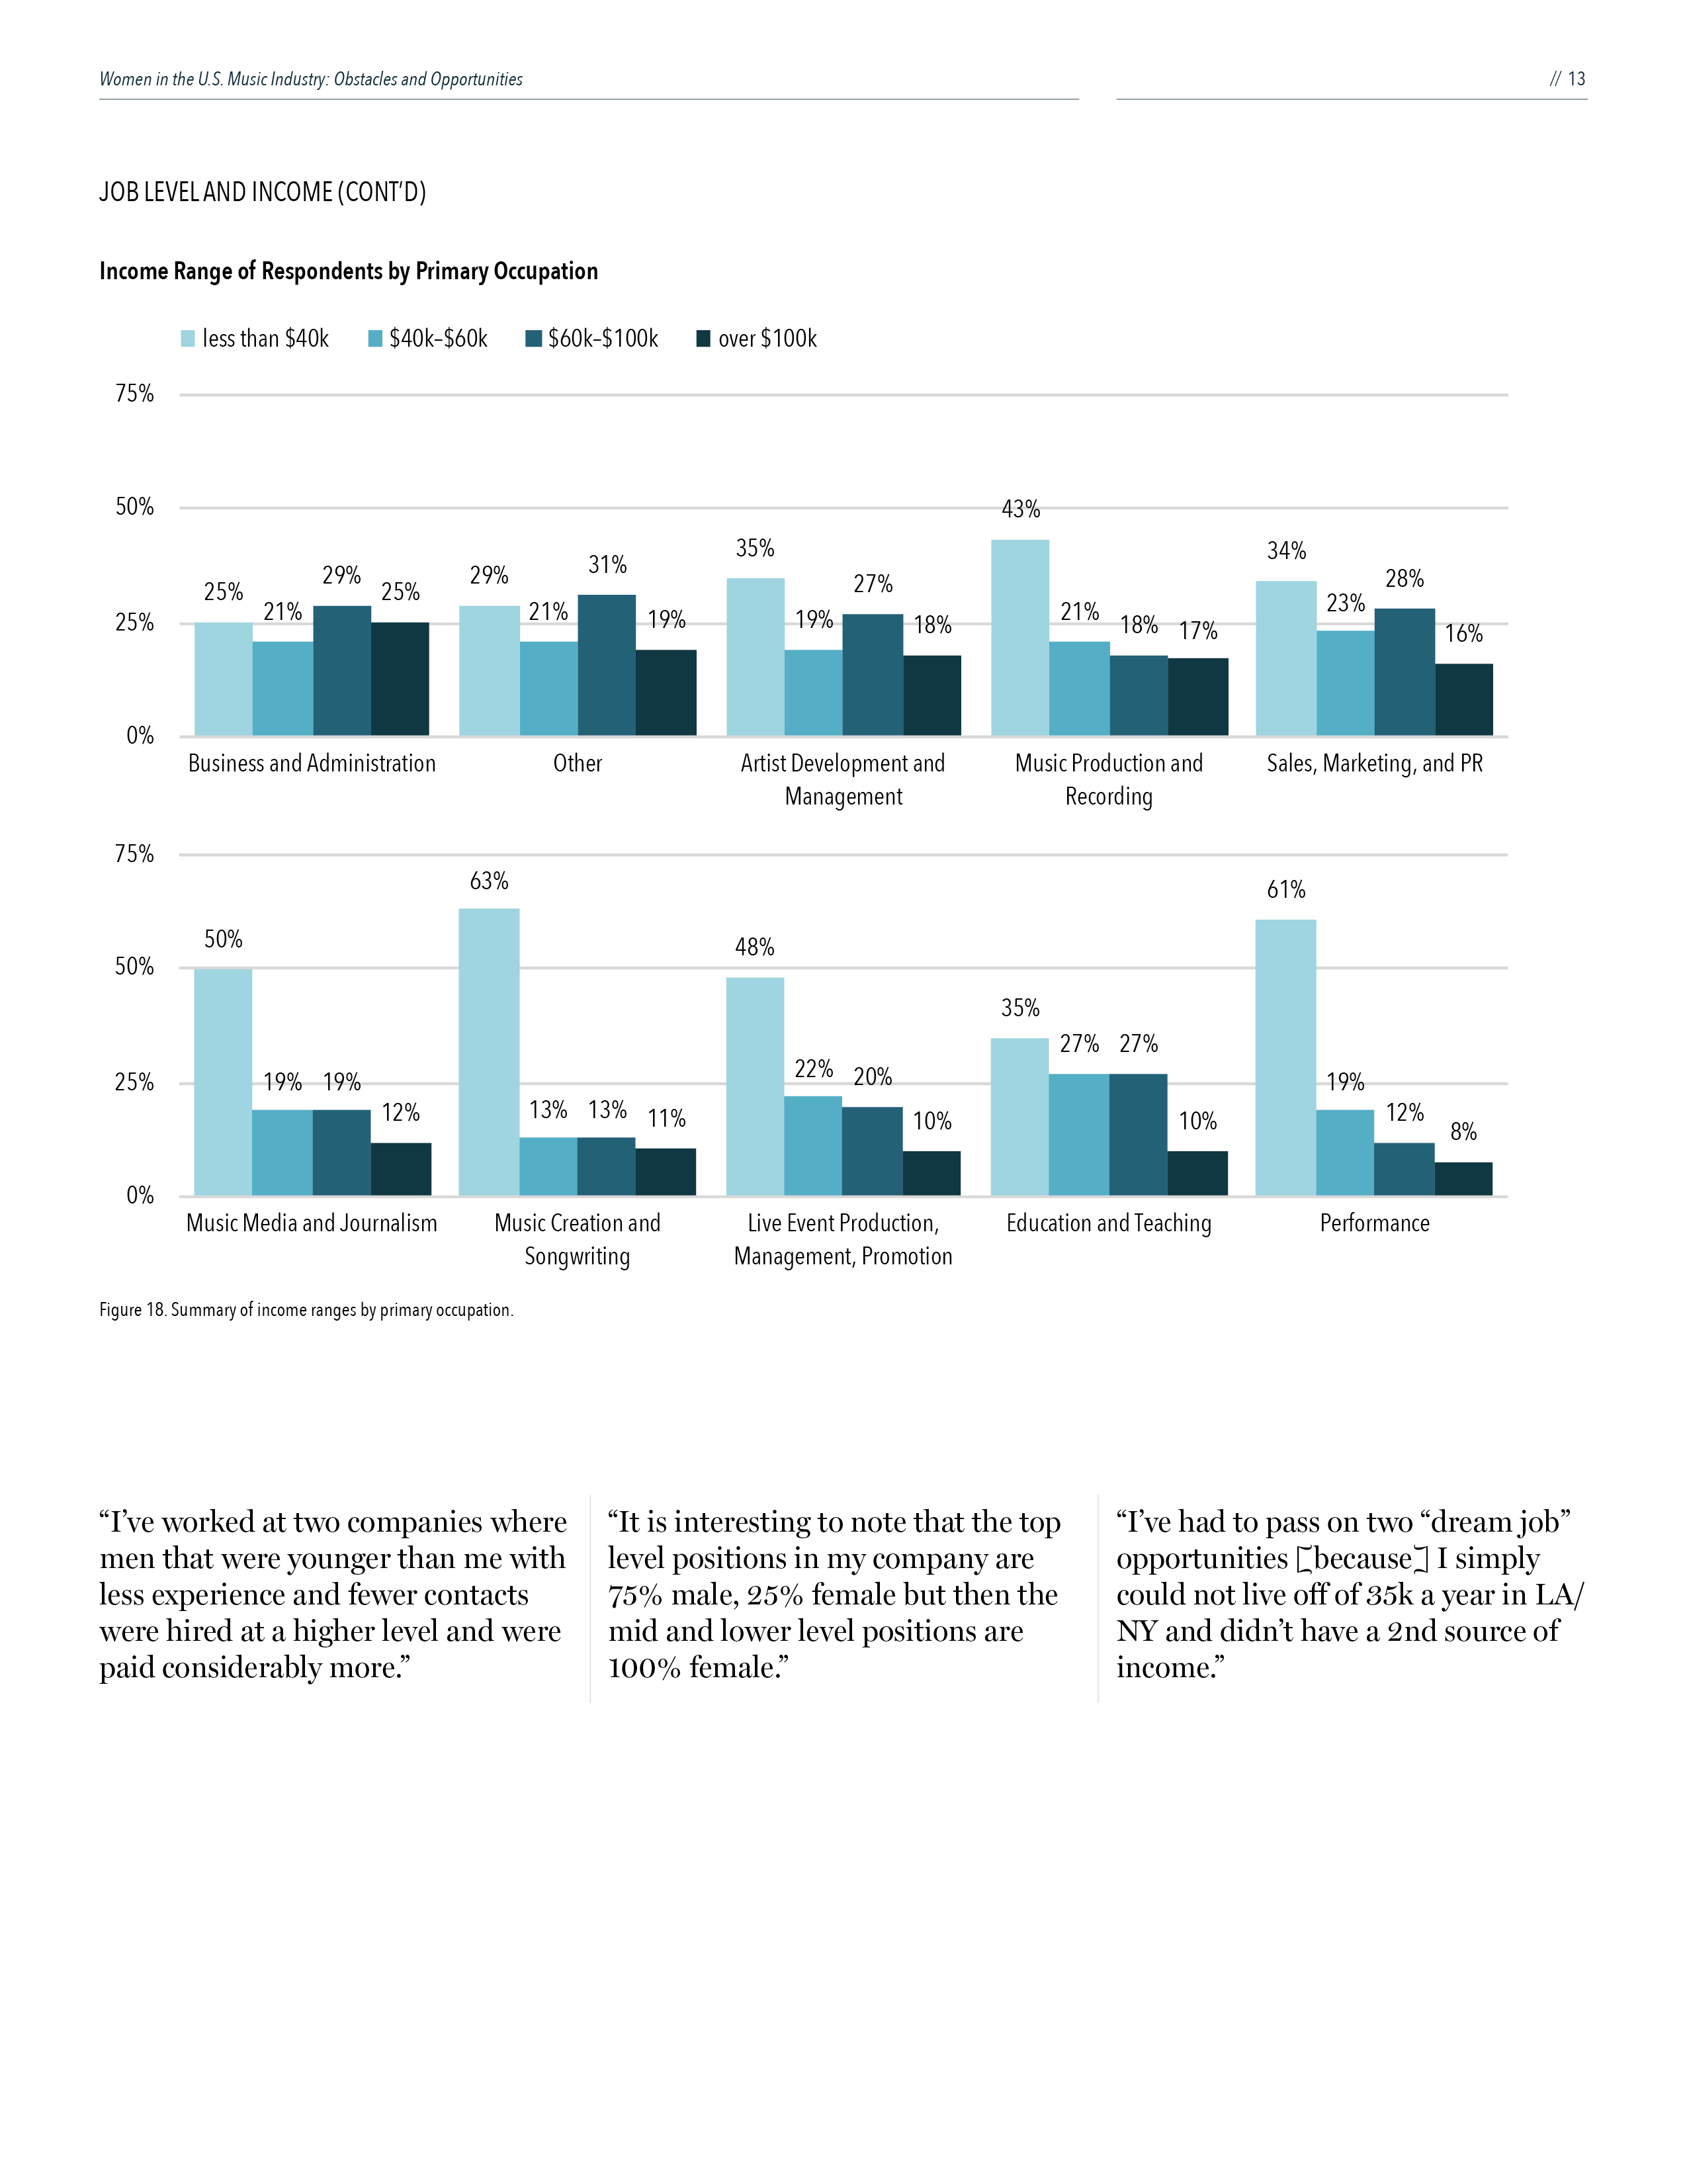 Women in the U.S. Music Industry: Obstacles and Opportunities
// 13
JOB LEVEL AND INCOME (CONT’D)
Income Range of Respondents by Primary Occupation
less than $40k $40k–$60k $60k–$100k over $100k
75%
50%
25%
0%
25% 21% 29% 25%
29% 21% 31% 19%
35% 19% 27% 18%
43% 21% 18% 17%
34% 23% 28% 16%
Business and Administration
Other
Artist Development and
Management
Music Production and
Recording
Sales, Marketing, and PR
75%
50%
25%
0%
50% 19% 19% 12%
63% 13% 13% 11%
48% 22% 20% 10%
35% 27% 27% 10%
61% 19% 12% 8%
Music Media and Journalism
Music Creation and
Songwriting
Live Event Production,
Management, Promotion
Education and Teaching
Performance
Figure 18. Summary of income ranges by primary occupation.
“I’ve worked at two companies where
men that were younger than me with
less experience and fewer contacts
were hired at a higher level and were
paid considerably more.”
“It is interesting to note that the top
level positions in my company are
75% male, 25% female but then the
mid and lower level positions are
100% female.”
“I’ve had to pass on two “dream job”
opportunities [because] I simply
could not live off of 35k a year in LA/
NY and didn’t have a 2nd source of
income.”